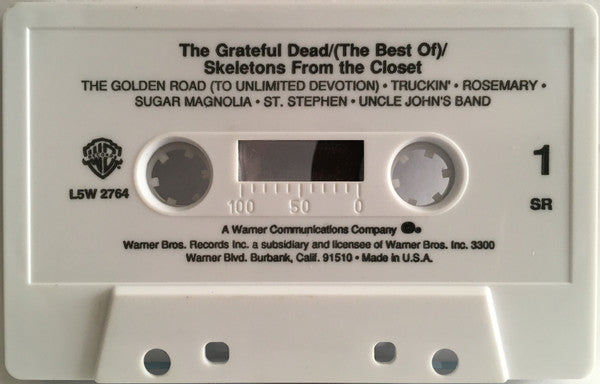 The Grateful Dead/(The Best Of)/
Skeletons From the Closet
THE GOLDEN ROAD (TO UNLIMITED DEVOTION) • TRUCKIN' • ROSEMARY •
SUGAR MAGNOLIA • ST. STEPHEN • UNCLE JOHN'S BAND
L5W 2764
1
SR
100 50 0
A Warner Communications Company
Warner Bros. Records Inc. a subsidiary and licensee of Warner Bros. Inc. 3300
Warner Blvd. Burbank, Calif. 91510 • Made in U.S.A.